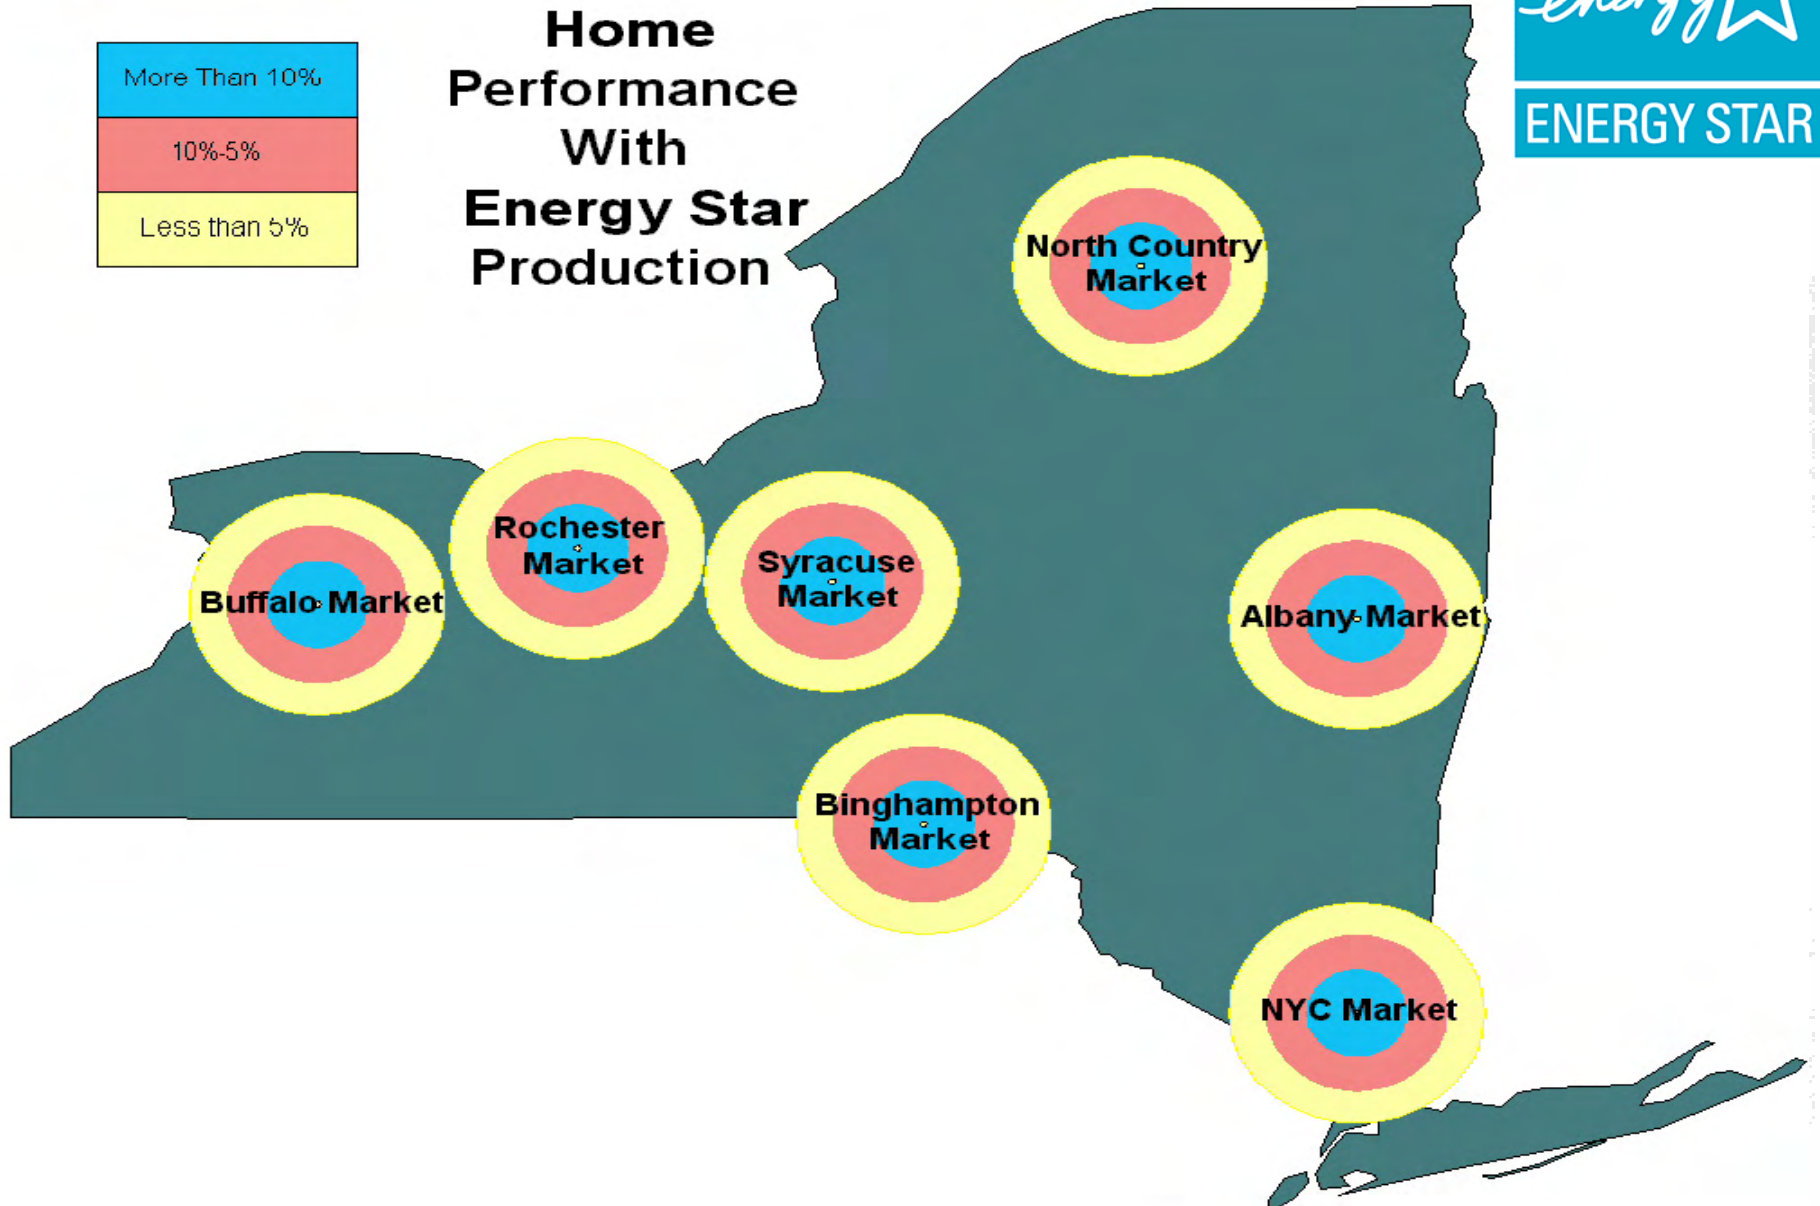 More Than 10%
10%-5%
Less than 5%
Home
Performance
With
Energy Star
Production
energy
ENERGY STAR
North Country
Market
Rochester
Market
Syracuse
Market
Buffalo Market
Albany Market
Binghampton
Market
NYC Market